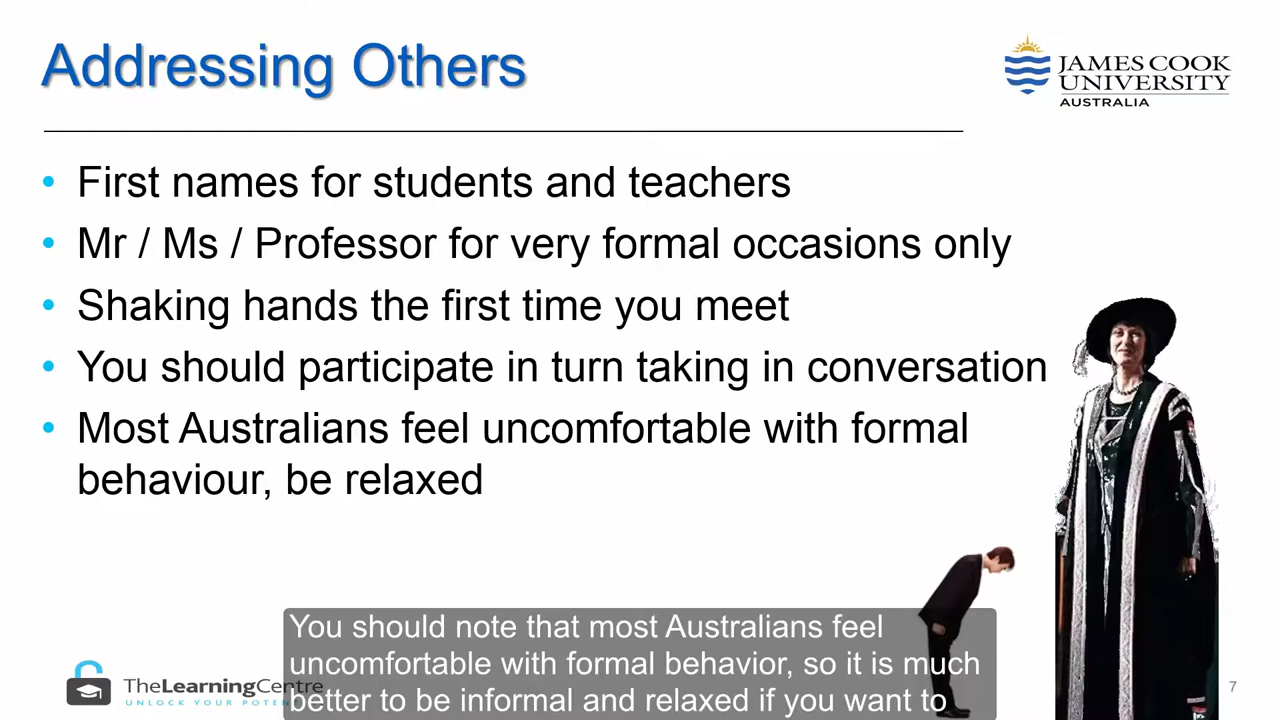 Addressing Others
JAMES COOK
UNIVERSITY
AUSTRALIA
• First names for students and teachers
• Mr / Ms / Professor for very formal occasions only
• Shaking hands the first time you meet
• You should participate in turn taking in conversation
• Most Australians feel uncomfortable with formal
behaviour, be relaxed
You should note that most Australians feel
uncomfortable with formal behavior, so it is much
better to be informal and relaxed if you want to
TheLearningCentre
UNLOCK YOUR
7